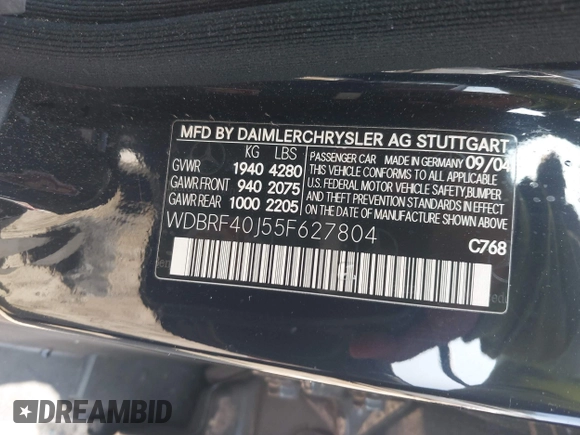 MFD BY DAIMLERCHRYSLER AG STUTTGART
KG LBS
GVWR 1940 4280
GAWR FRONT 940 2075
GAWR REAR 1000 2205
PASSENGER CAR MADE IN GERMANY 09/04
THIS VEHICLE CONFORMS TO ALL APPLICABLE
U.S. FEDERAL MOTOR VEHICLE SAFETY, BUMPER
AND THEFT PREVENTION STANDARDS IN EFFECT
ON THE DATE OF MANUFACTURE SHOWN ABOVE.
WDBRF40J55F627804
C768
DREAMBID